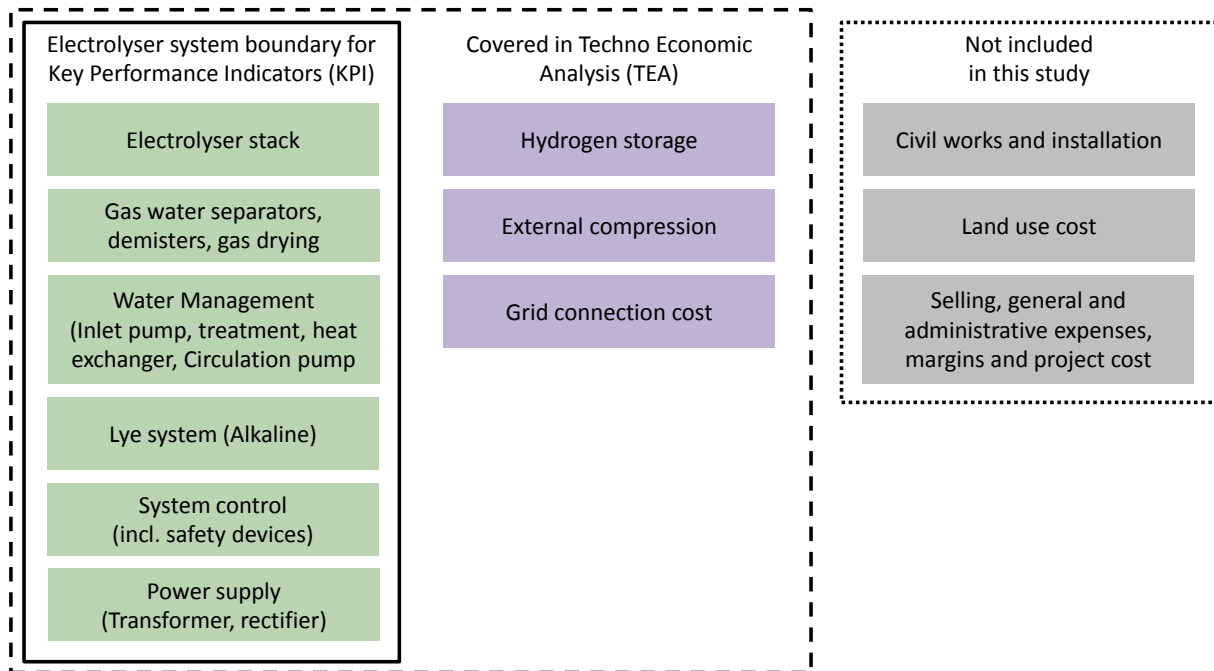 Electrolyser system boundary for
Key Performance Indicators (KPI)
Electrolyser stack
Gas water separators,
demisters, gas drying
Water Management
(Inlet pump, treatment, heat
exchanger, Circulation pump
Lye system (Alkaline)
System control
(incl. safety devices)
Power supply
(Transformer, rectifier)
Covered in Techno Economic
Analysis (TEA)
Hydrogen storage
External compression
Grid connection cost
Not included
in this study
Civil works and installation
Land use cost
Selling, general and
administrative expenses,
margins and project cost